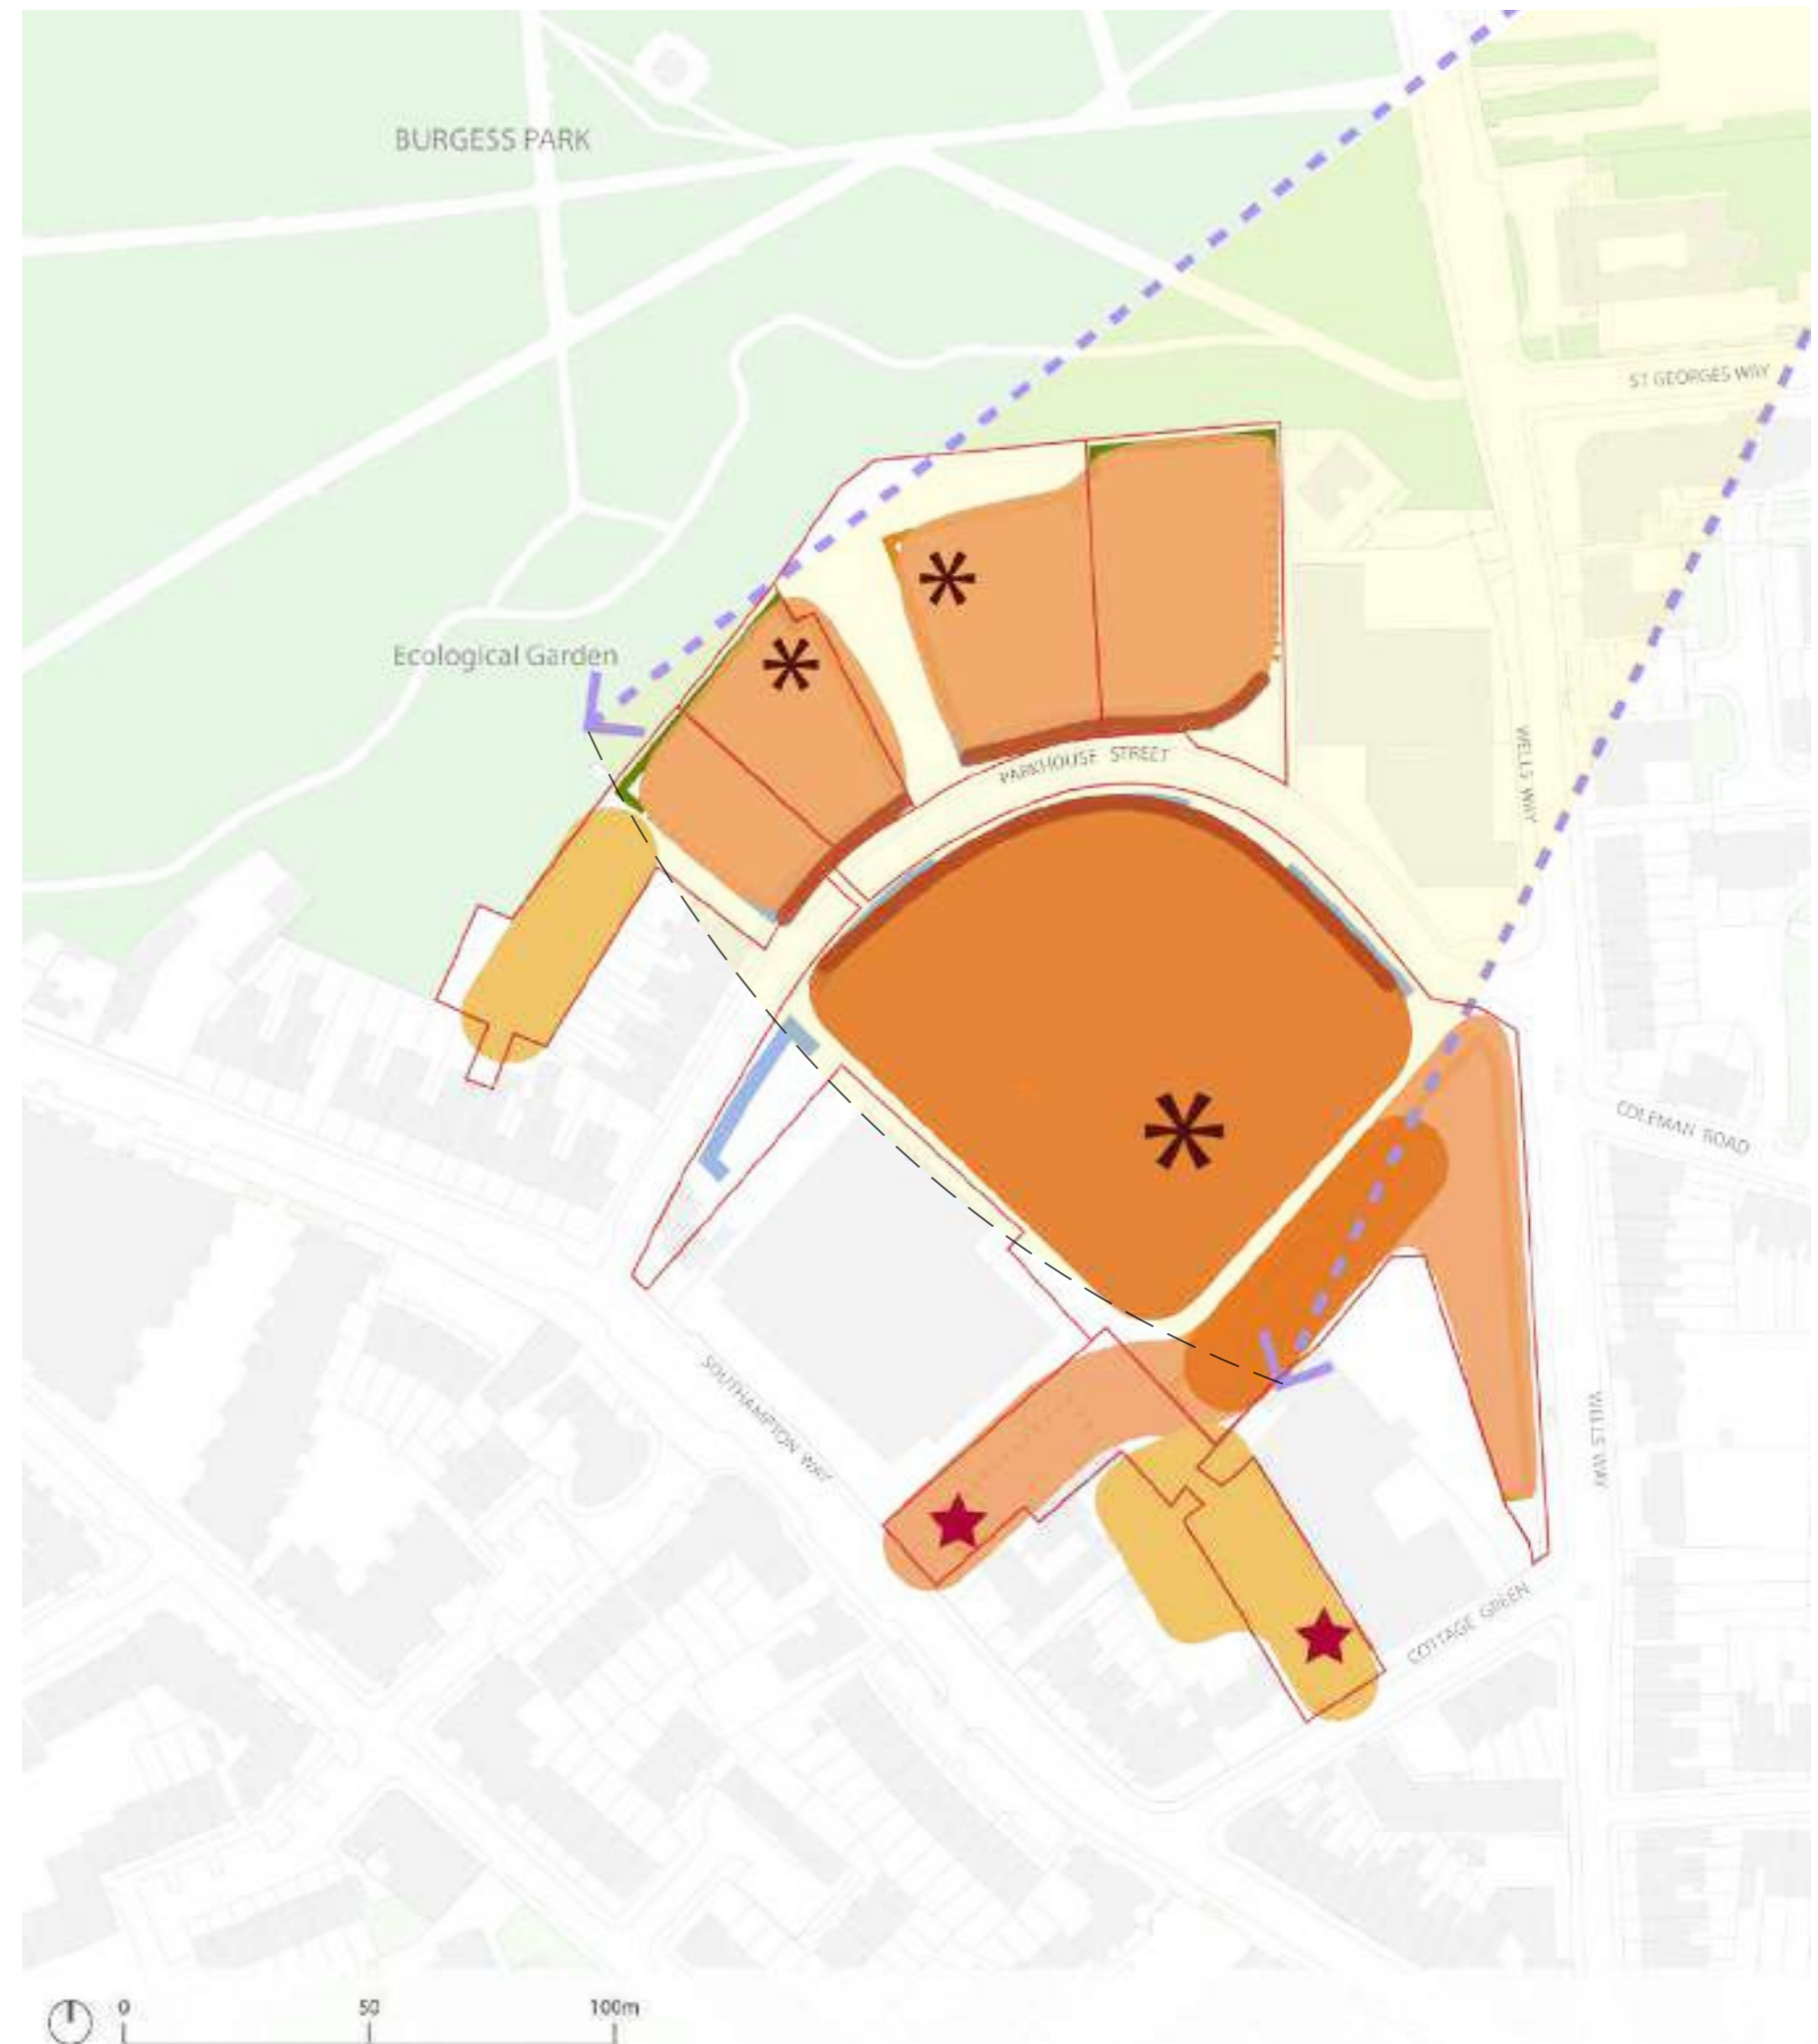 BURGESS PARK
ST GEORGES WAY
Ecological Garden
PARKHOUSE STREET
WELLS WAY
COLEMAN ROAD
SOUTHAMPTON WAY
WELLS WAY
COTTAGE GREEN
0 50 100m